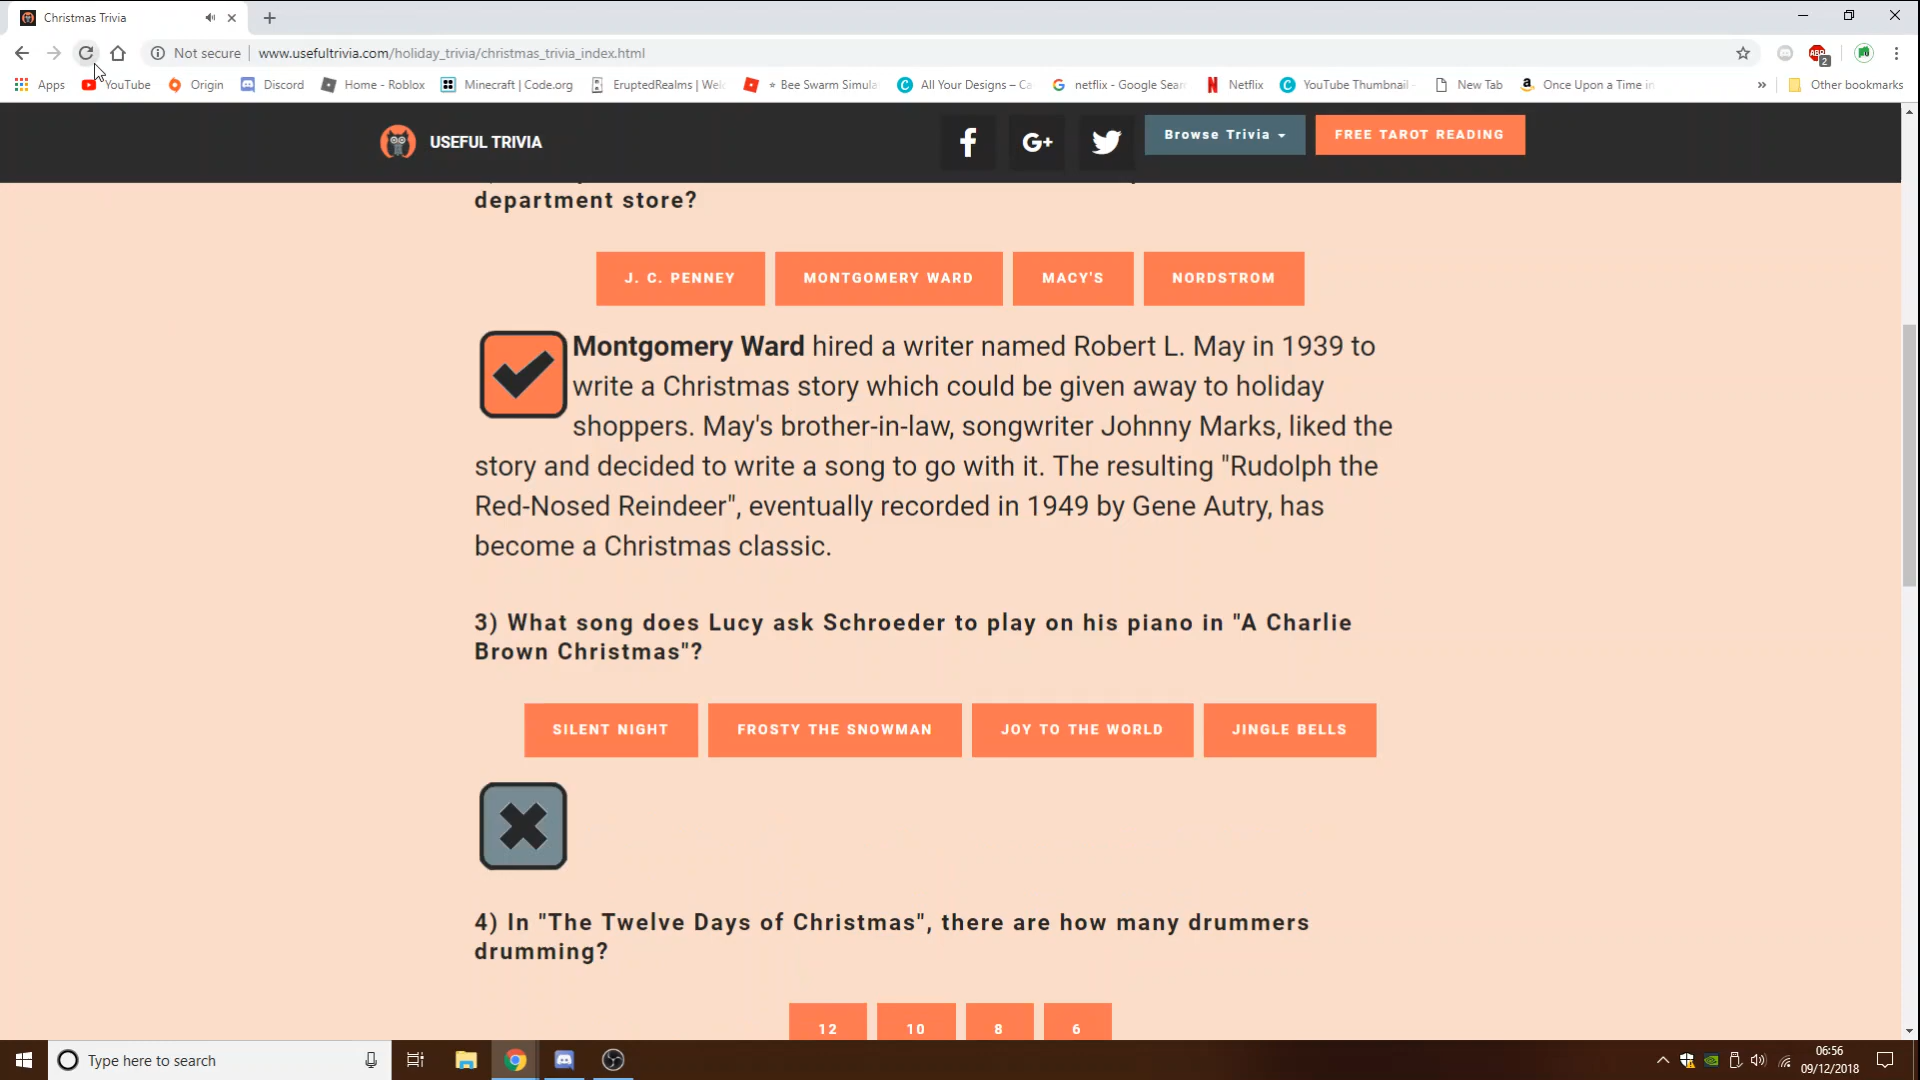 Christmas Trivia
Not secure
www.usefultrivia.com/holiday_trivia/christmas_trivia_index.html
ABP
2
Apps
YouTube
Origin
Discord
Home - Roblox
Minecraft | Code.org
EruptedRealms | Welc
Bee Swarm Simula
All Your Designs – Ca
netflix - Google Sear
Netflix
YouTube Thumbnail -
New Tab
Once Upon a Time in
»
Other bookmarks
USEFUL TRIVIA
f
G+
Browse Trivia
FREE TAROT READING
department store?
J. C. PENNEY
MONTGOMERY WARD
MACY'S
NORDSTROM
Montgomery Ward hired a writer named Robert L. May in 1939 to
write a Christmas story which could be given away to holiday
shoppers. May's brother-in-law, songwriter Johnny Marks, liked the
story and decided to write a song to go with it. The resulting "Rudolph the
Red-Nosed Reindeer", eventually recorded in 1949 by Gene Autry, has
become a Christmas classic.
3) What song does Lucy ask Schroeder to play on his piano in "A Charlie
Brown Christmas"?
SILENT NIGHT
FROSTY THE SNOWMAN
JOY TO THE WORLD
JINGLE BELLS
4) In "The Twelve Days of Christmas", there are how many drummers
drumming?
12
10
8
6
Type here to search
06:56
09/12/2018